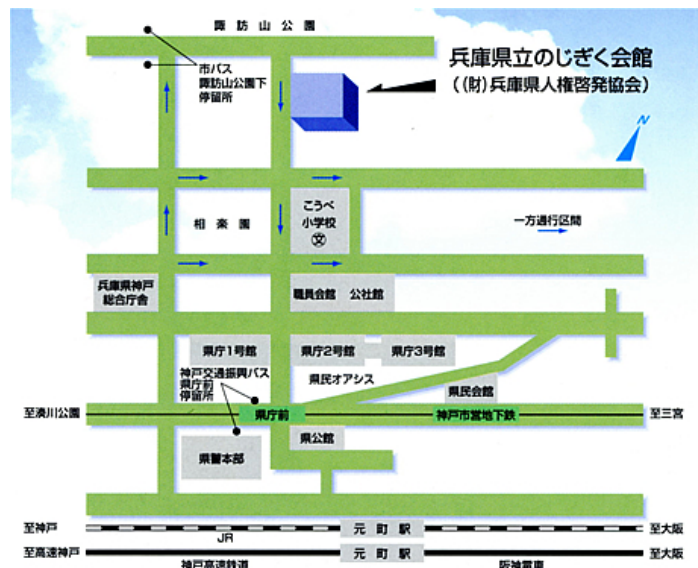 諏訪山公園
兵庫県立のじぎく会館
((財)兵庫県人権啓発協会)
市バス
諏訪山公園下
停留所
N
こうべ
小学校
文
相楽園
一方通行区間
兵庫県神戸
総合庁舎
職員会館 公社館
県庁1号館
県庁2号館
県庁3号館
神戸交通振興バス
県庁前
停留所
県民オアシス
県民会館
至湊川公園
県庁前
神戸市営地下鉄
至三宮
県公館
県警本部
至神戸
JR
元町駅
至大阪
至高速神戸
神戸高速鉄道
元町駅
阪神電車
至大阪